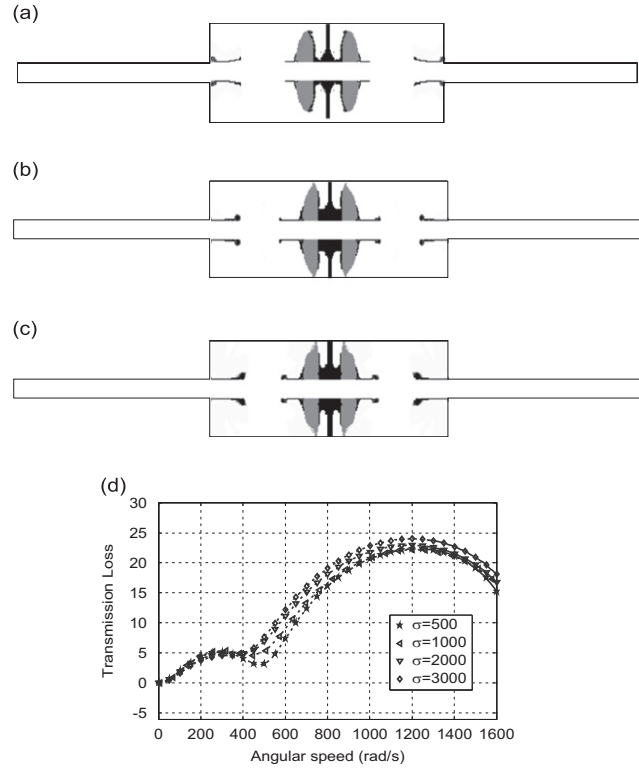 (a)
(b)
(c)
(d)
30
25
20
15
10
5
0
-5
Transmission Loss
σ=500
σ=1000
σ=2000
σ=3000
0 200 400 600 800 1000 1200 1400 1600
Angular speed (rad/s)